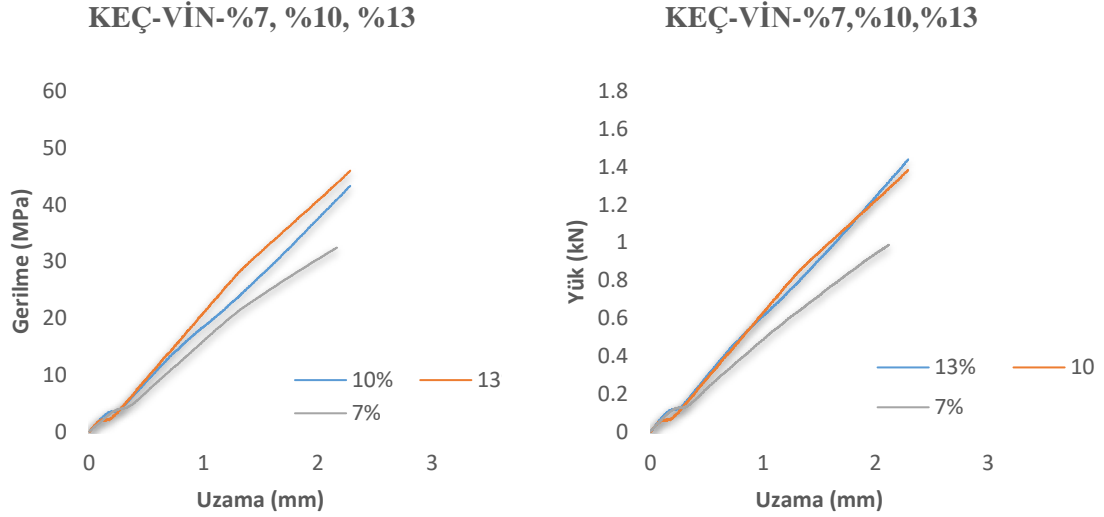 KEÇ-VİN-%7, %10, %13
60
50
40
30
20
10
0
0 1 2 3
Gerilme (MPa)
Uzama (mm)
10% 13
7%
KEÇ-VİN-%7,%10,%13
1.8
1.6
1.4
1.2
1
0.8
0.6
0.4
0.2
0
0 1 2 3
Yük (kN)
Uzama (mm)
13% 10
7%